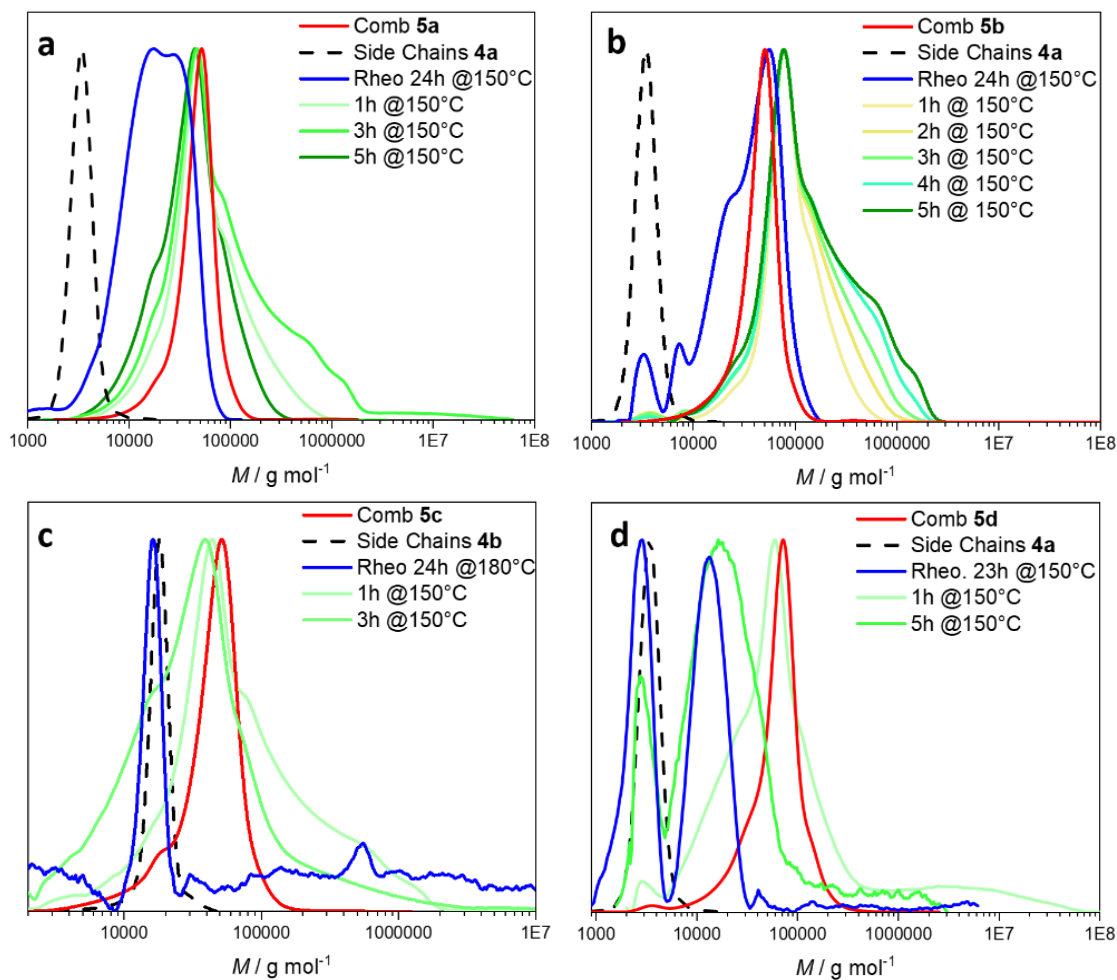 a
Comb 5a
Side Chains 4a
Rheo 24h @150°C
1h @150°C
3h @150°C
5h @150°C
1000 10000 100000 1000000 1E7 1E8
M / g mol⁻¹
b
Comb 5b
Side Chains 4a
Rheo 24h @150°C
1h @ 150°C
2h @ 150°C
3h @ 150°C
4h @ 150°C
5h @ 150°C
1000 10000 100000 1000000 1E7 1E8
M / g mol⁻¹
c
Comb 5c
Side Chains 4b
Rheo 24h @180°C
1h @150°C
3h @150°C
10000 100000 1000000 1E7
M / g mol⁻¹
d
Comb 5d
Side Chains 4a
Rheo. 23h @150°C
1h @150°C
5h @150°C
1000 10000 100000 1000000 1E7 1E8
M / g mol⁻¹